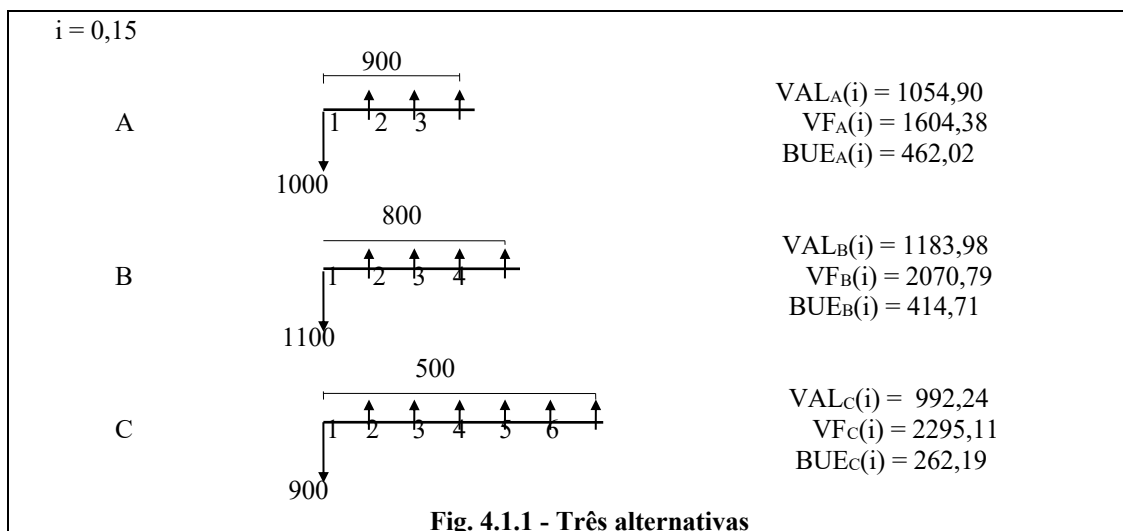 i = 0,15
900
A
1 2 3
1000
VALA(i) = 1054,90
VFA(i) = 1604,38
BUEA(i) = 462,02
800
B
1 2 3 4
1100
VALB(i) = 1183,98
VFB(i) = 2070,79
BUEB(i) = 414,71
500
C
1 2 3 4 5 6
900
VALC(i) = 992,24
VFC(i) = 2295,11
BUEC(i) = 262,19
Fig. 4.1.1 - Três alternativas